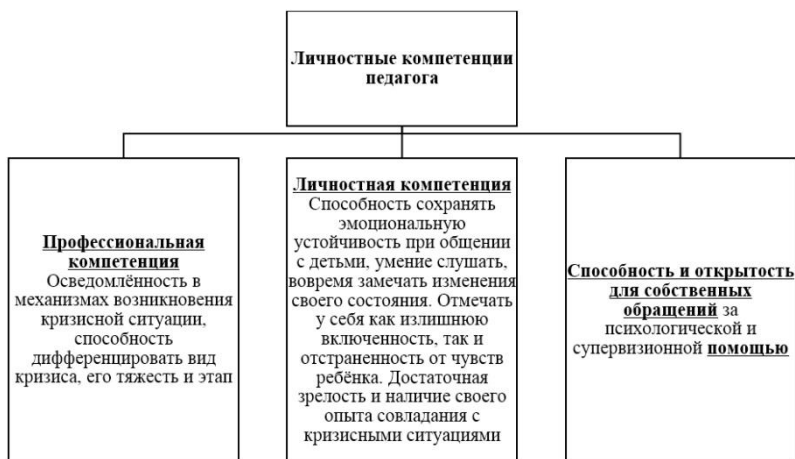 Личностные компетенции
педагога
Профессиональная
компетенция
Осведомлённость в
механизмах возникновения
кризисной ситуации,
способность
дифференцировать вид
кризиса, его тяжесть и этап
Личностная компетенция
Способность сохранять
эмоциональную
устойчивость при общении
с детьми, умение слушать,
вовремя замечать изменения
своего состояния. Отмечать
у себя как излишнюю
включенность, так и
отстраненность от чувств
ребёнка. Достаточная
зрелость и наличие своего
опыта совладания с
кризисными ситуациями
Способность и открытость
для собственных
обращений за
психологической и
супервизионной помощью